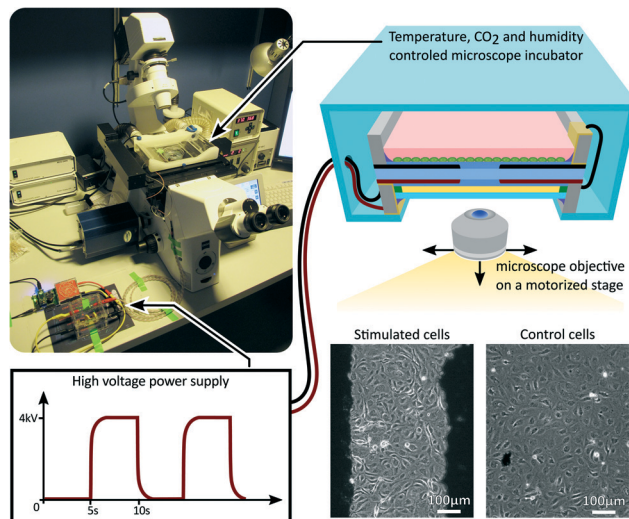 Temperature, CO2 and humidity
controled microscope incubator
microscope objective
on a motorized stage
Stimulated cells
Control cells
High voltage power supply
4kV
0
5s
10s
100µm
100µm